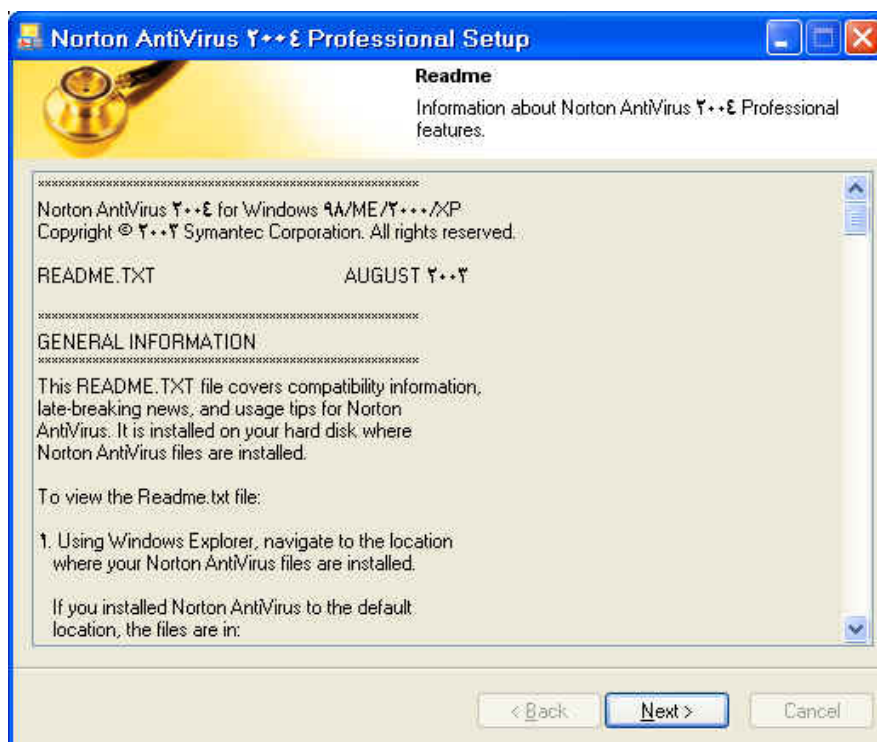 Norton AntiVirus ٢٠٠٤ Professional Setup
Readme
Information about Norton AntiVirus ٢٠٠٤ Professional
features.
**********************************************************
Norton AntiVirus ٢٠٠٤ for Windows ٩٨/ME/٢٠٠٠/XP
Copyright © ٢٠٠٣ Symantec Corporation. All rights reserved.
README.TXT AUGUST ٢٠٠٣
**********************************************************
GENERAL INFORMATION
**********************************************************
This README.TXT file covers compatibility information,
late-breaking news, and usage tips for Norton
AntiVirus. It is installed on your hard disk where
Norton AntiVirus files are installed.
To view the Readme.txt file:
١. Using Windows Explorer, navigate to the location
where your Norton AntiVirus files are installed.
If you installed Norton AntiVirus to the default
location, the files are in:
< Back
Next >
Cancel